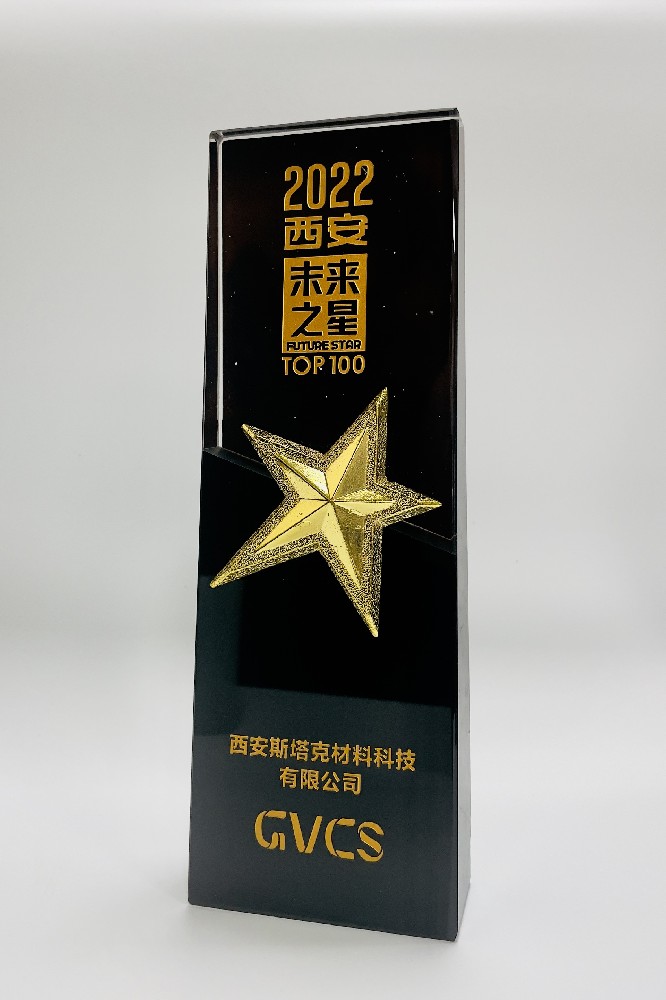 2022
西安
未来
之星
FUTURE STAR
TOP 100
西安斯塔克材料科技
有限公司
GVCS